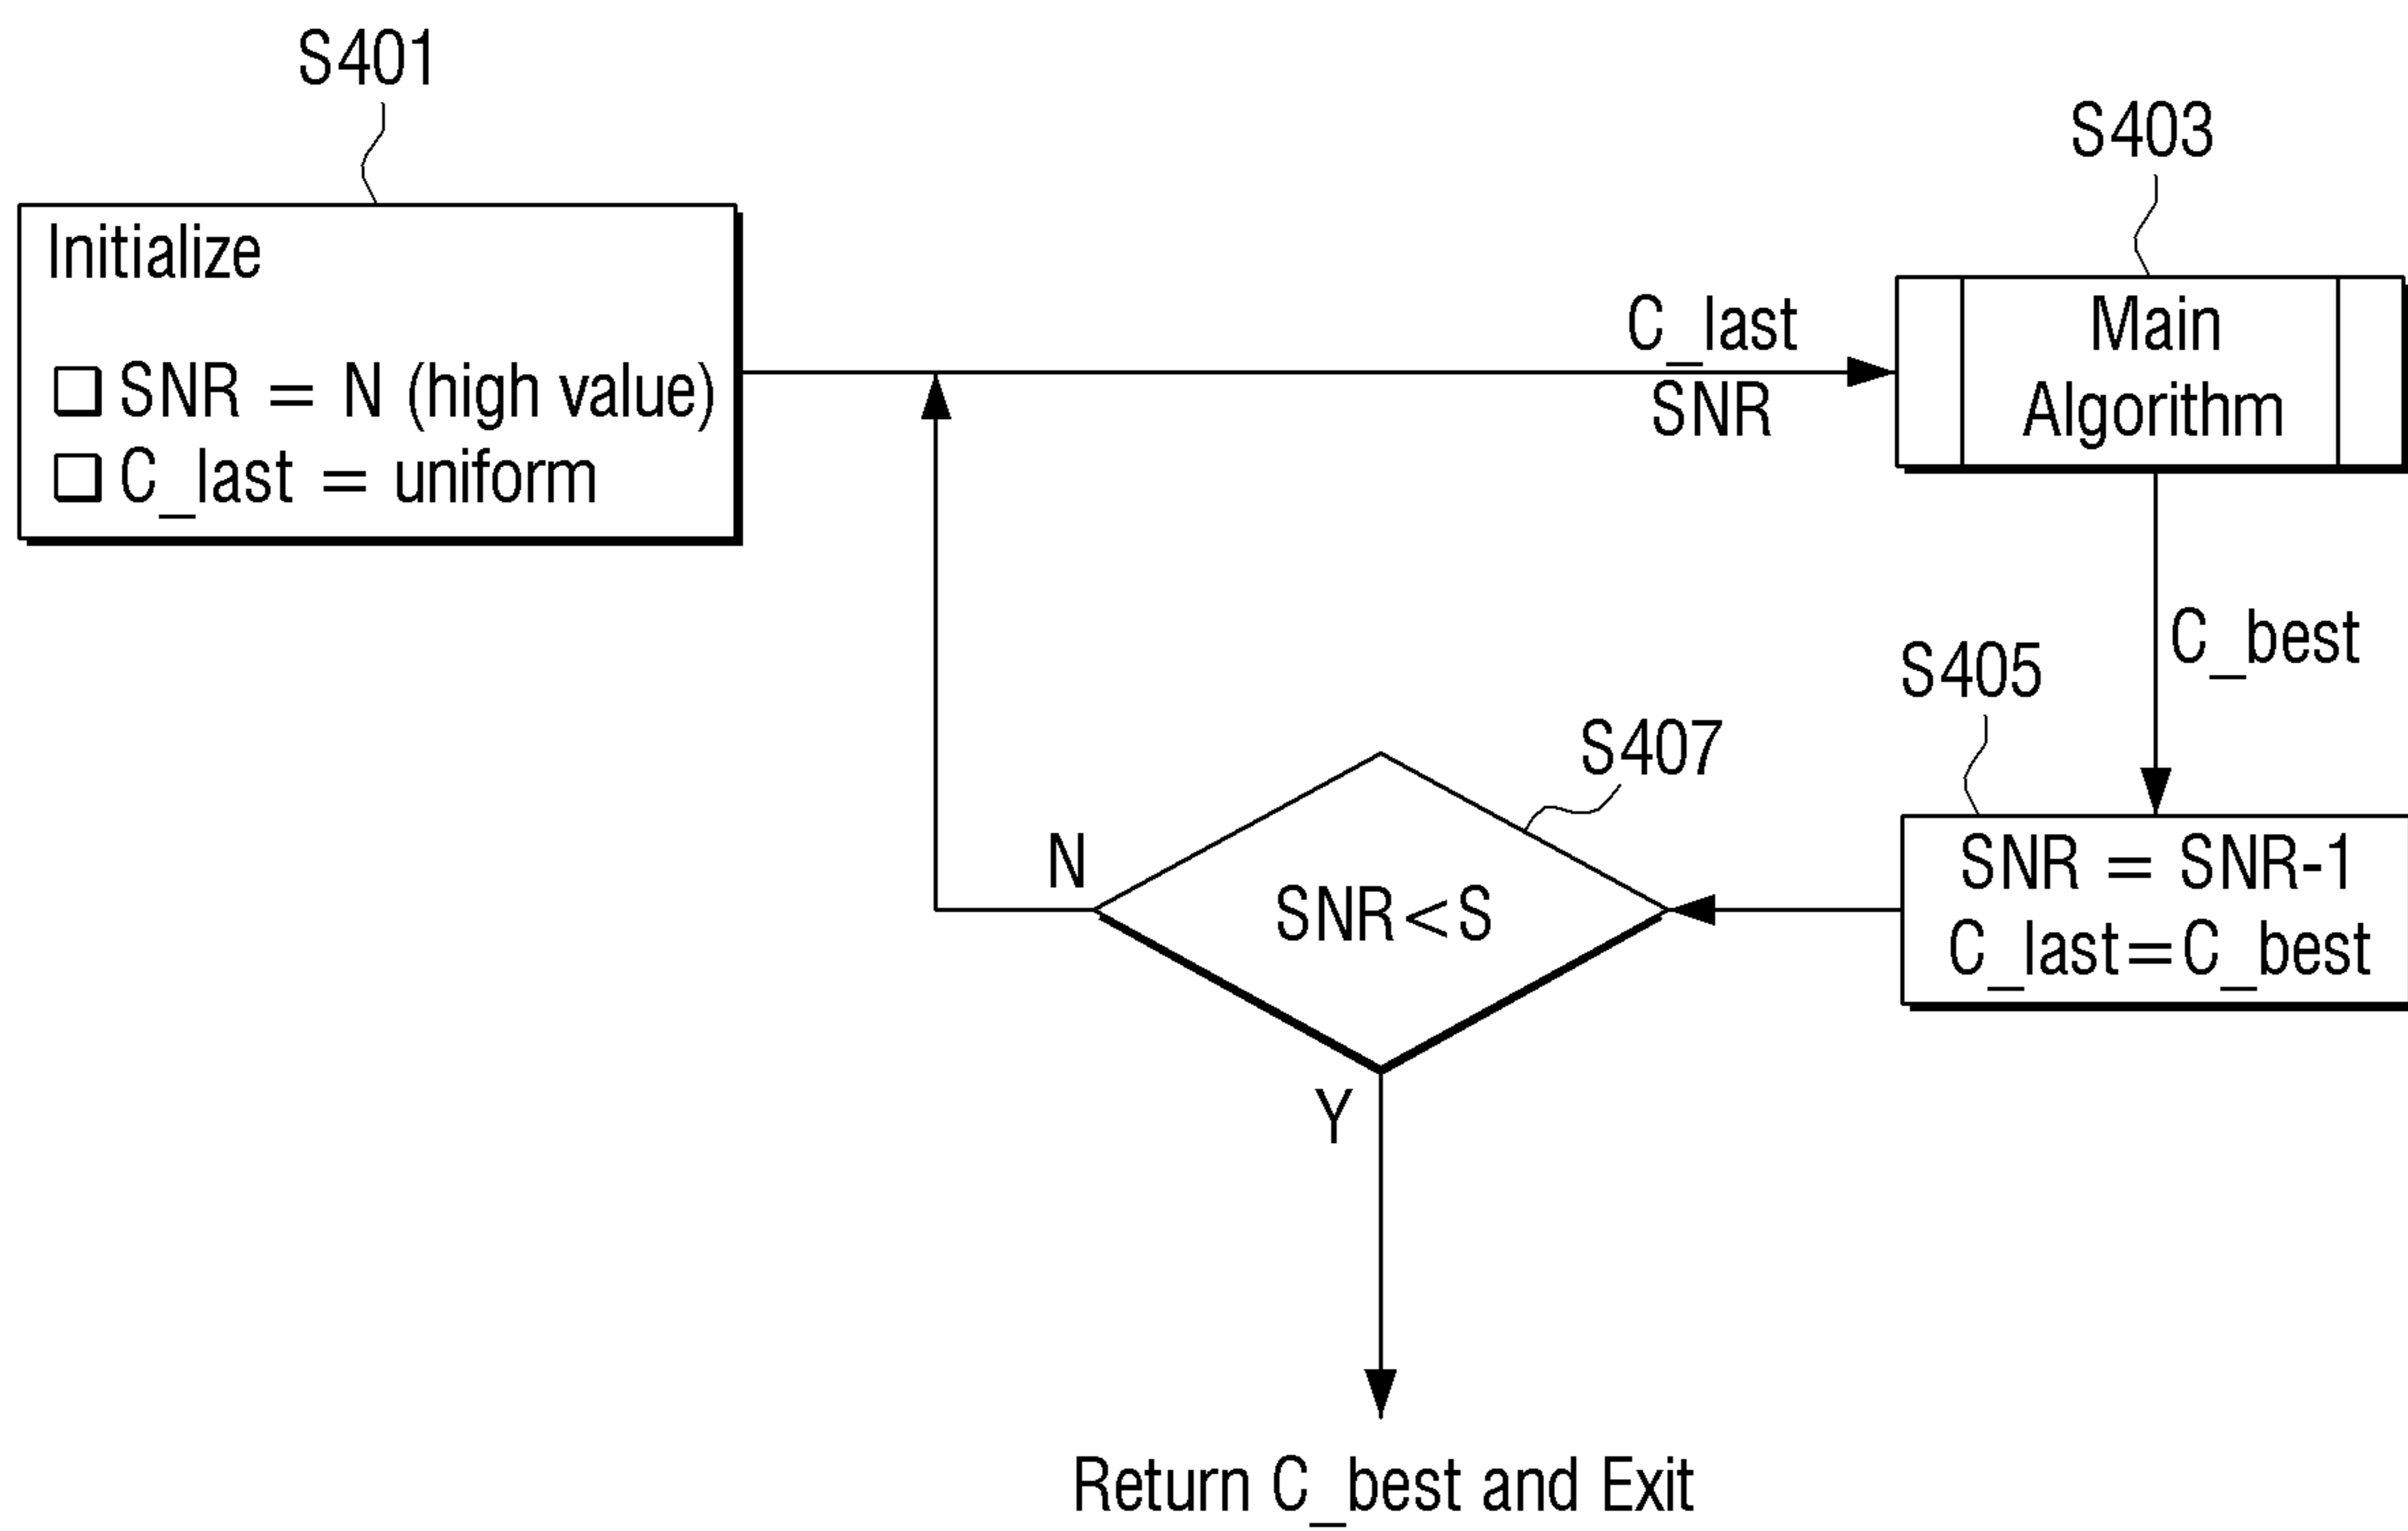 S401
Initialize
SNR = N (high value)
C_last = uniform
S403
C_last
SNR
Main
Algorithm
C_best
S405
SNR = SNR-1
C_last=C_best
S407
SNR<S
N
Y
Return C_best and Exit